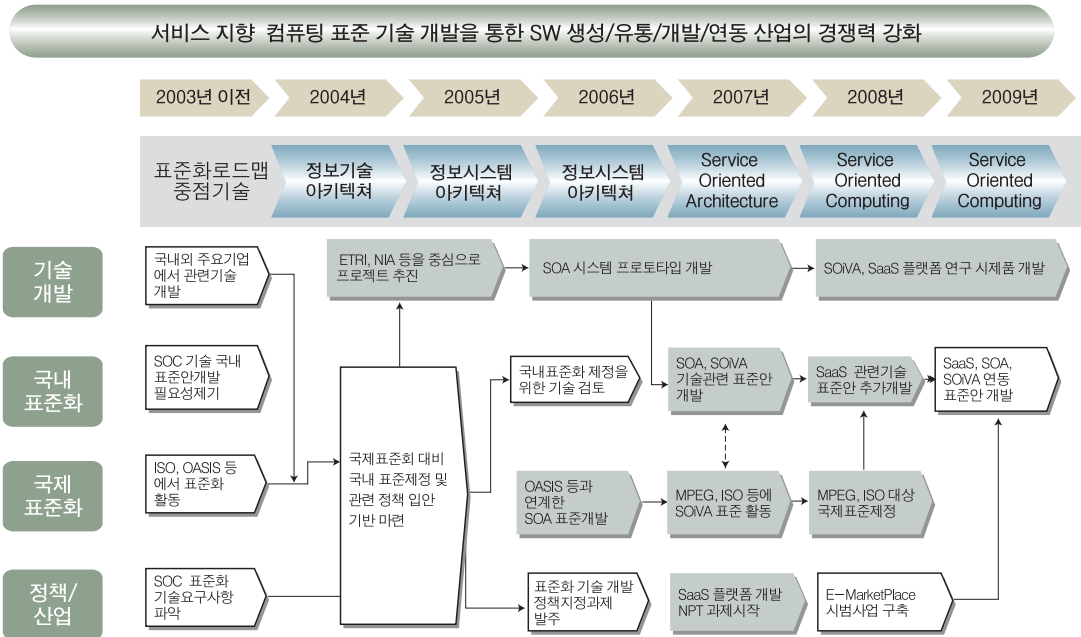 서비스 지향 컴퓨팅 표준 기술 개발을 통한 SW 생성/유통/개발/연동 산업의 경쟁력 강화
2003년 이전
2004년
2005년
2006년
2007년
2008년
2009년
표준화로드맵
중점기술
정보기술
아키텍쳐
정보시스템
아키텍쳐
정보시스템
아키텍쳐
Service
Oriented
Architecture
Service
Oriented
Computing
Service
Oriented
Computing
기술
개발
국내외 주요기업
에서 관련기술
개발
ETRI, NIA 등을 중심으로
프로젝트 추진
SOA 시스템 프로토타입 개발
SOiVA, SaaS 플랫폼 연구 시제품 개발
국내
표준화
SOC 기술 국내
표준안개발
필요성제기
국내표준화 제정을
위한 기술 검토
SOA, SOiVA
기술관련 표준안
개발
SaaS 관련기술
표준안 추가개발
SaaS, SOA,
SOiVA 연동
표준안 개발
국제표준회 대비
국내 표준제정 및
관련 정책 입안
기반 마련
국제
표준화
ISO, OASIS 등
에서 표준화
활동
OASIS 등과
연계한
SOA 표준개발
MPEG, ISO 등에
SOiVA 표준 활동
MPEG, ISO 대상
국제표준제정
정책/
산업
SOC 표준화
기술요구사항
파악
표준화 기술 개발
정책지정과제
발주
SaaS 플랫폼 개발
NPT 과제시작
E-MarketPlace
시범사업 구축